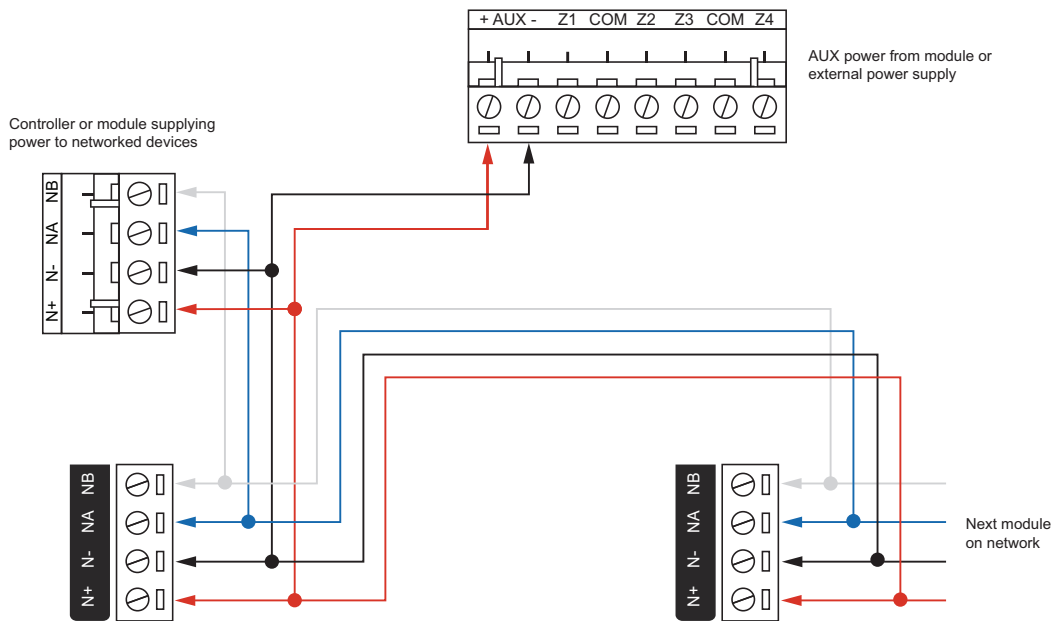 + AUX - Z1 COM Z2 Z3 COM Z4
AUX power from module or
external power supply
Controller or module supplying
power to networked devices
NB
NA
N-
N+
NB
NA
N-
N+
NB
NA
N-
N+
Next module
on network